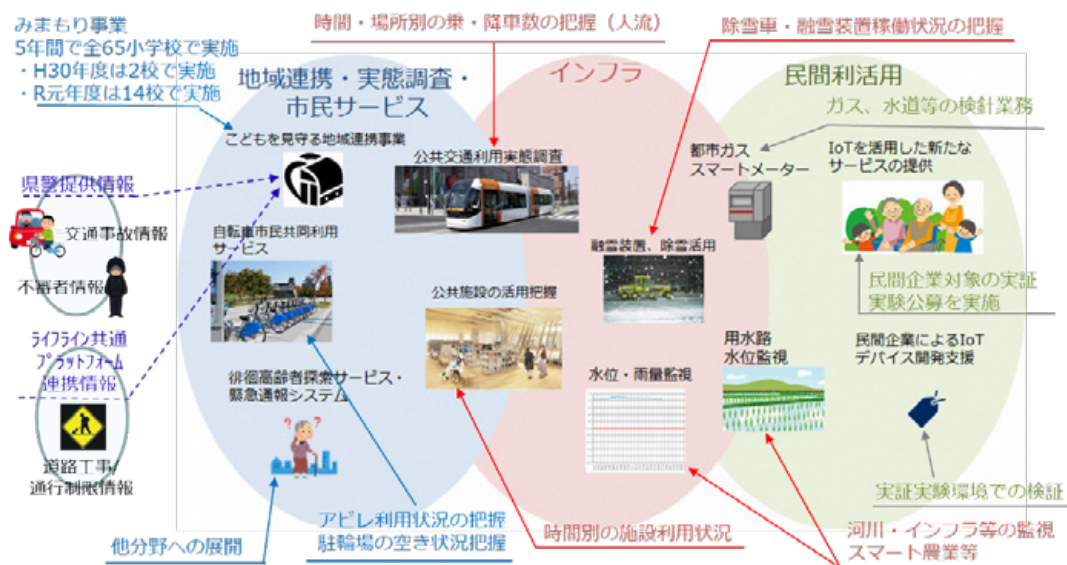 みまもり事業
5年間で全65小学校で実施
・H30年度は2校で実施
・R元年度は14校で実施
時間・場所別の乗・降車数の把握（人流）
除雪車・融雪装置稼働状況の把握
地域連携・実態調査・
市民サービス
インフラ
民間利活用
こどもを見守る地域連携事業
公共交通利用実態調査
ガス、水道等の検針業務
都市ガス
スマートメーター
IoTを活用した新たな
サービスの提供
県警提供情報
交通事故情報
不審者情報
自転車市民共同利用
サービス
公共施設の活用把握
融雪装置、除雪活用
民間企業対象の実証
実験公募を実施
ライフライン共通
プラットフォーム
連携情報
道路工事/
通行制限情報
徘徊高齢者探索サービス・
緊急通報システム
水位・雨量監視
用水路
水位監視
民間企業によるIoT
デバイス開発支援
実証実験環境での検証
他分野への展開
アビレ利用状況の把握
駐輪場の空き状況把握
時間別の施設利用状況
河川・インフラ等の監視
スマート農業等